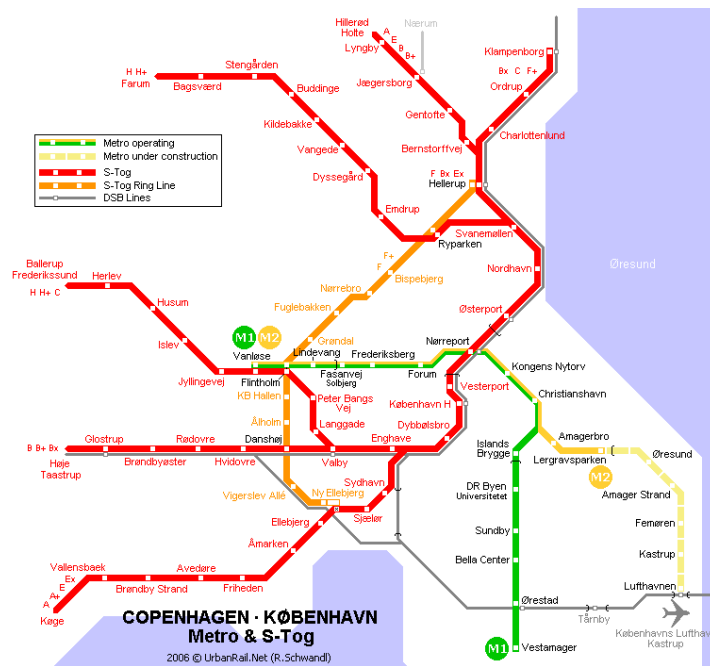 Hillerød
Holte
A
E
Lyngby
B
B+
Nærum
Klampenborg
H H+
Farum
Stengården
Bagsværd
Buddinge
Jægersborg
Bx C F+
Ordrup
Kildebakke
Gentofte
Charlottenlund
Metro operating
Metro under construction
S-Tog
S-Tog Ring Line
DSB Lines
Vangede
Bernstorffvej
Dyssegård
F Bx Ex
Hellerup
Emdrup
Svanemøllen
Ryparken
F+
F
Bispebjerg
Nordhavn
Øresund
Ballerup
Frederikssund
H H+ C
Herlev
Husum
Nørrebro
Fuglebakken
Østerport
Islev
M1
M2
Grøndal
Vanløse
Lindevang
Frederiksberg
Nørreport
Kongens Nytorv
Jyllingevej
Flintholm
Fasanvej
Solbjerg
Forum
Vesterport
KB Hallen
Peter Bangs
Vej
København H
Christianshavn
Ålholm
Langgade
Dybbølsbro
B B+ Bx
Høje
Taastrup
Glostrup
Rødovre
Danshøj
Enghave
Islands
Brygge
Amagerbro
Brøndbyøster
Hvidovre
Valby
Lergravsparken
Øresund
M2
Sydhavn
DR Byen
Universitetet
Amager Strand
Vigerslev Allé
Ny Ellebjerg
Sjælør
Ellebjerg
Sundby
Femøren
Åmarken
Bella Center
Kastrup
Vallensbaek
Avedøre
Ex
E
A+
A
Køge
Brøndby Strand
Friheden
Lufthavnen
Ørestad
Tårnby
COPENHAGEN · KØBENHAVN
Metro & S-Tog
2006 © UrbanRail.Net (R.Schwandl)
M1
Vestamager
Københavns Lufthav
Kastrup